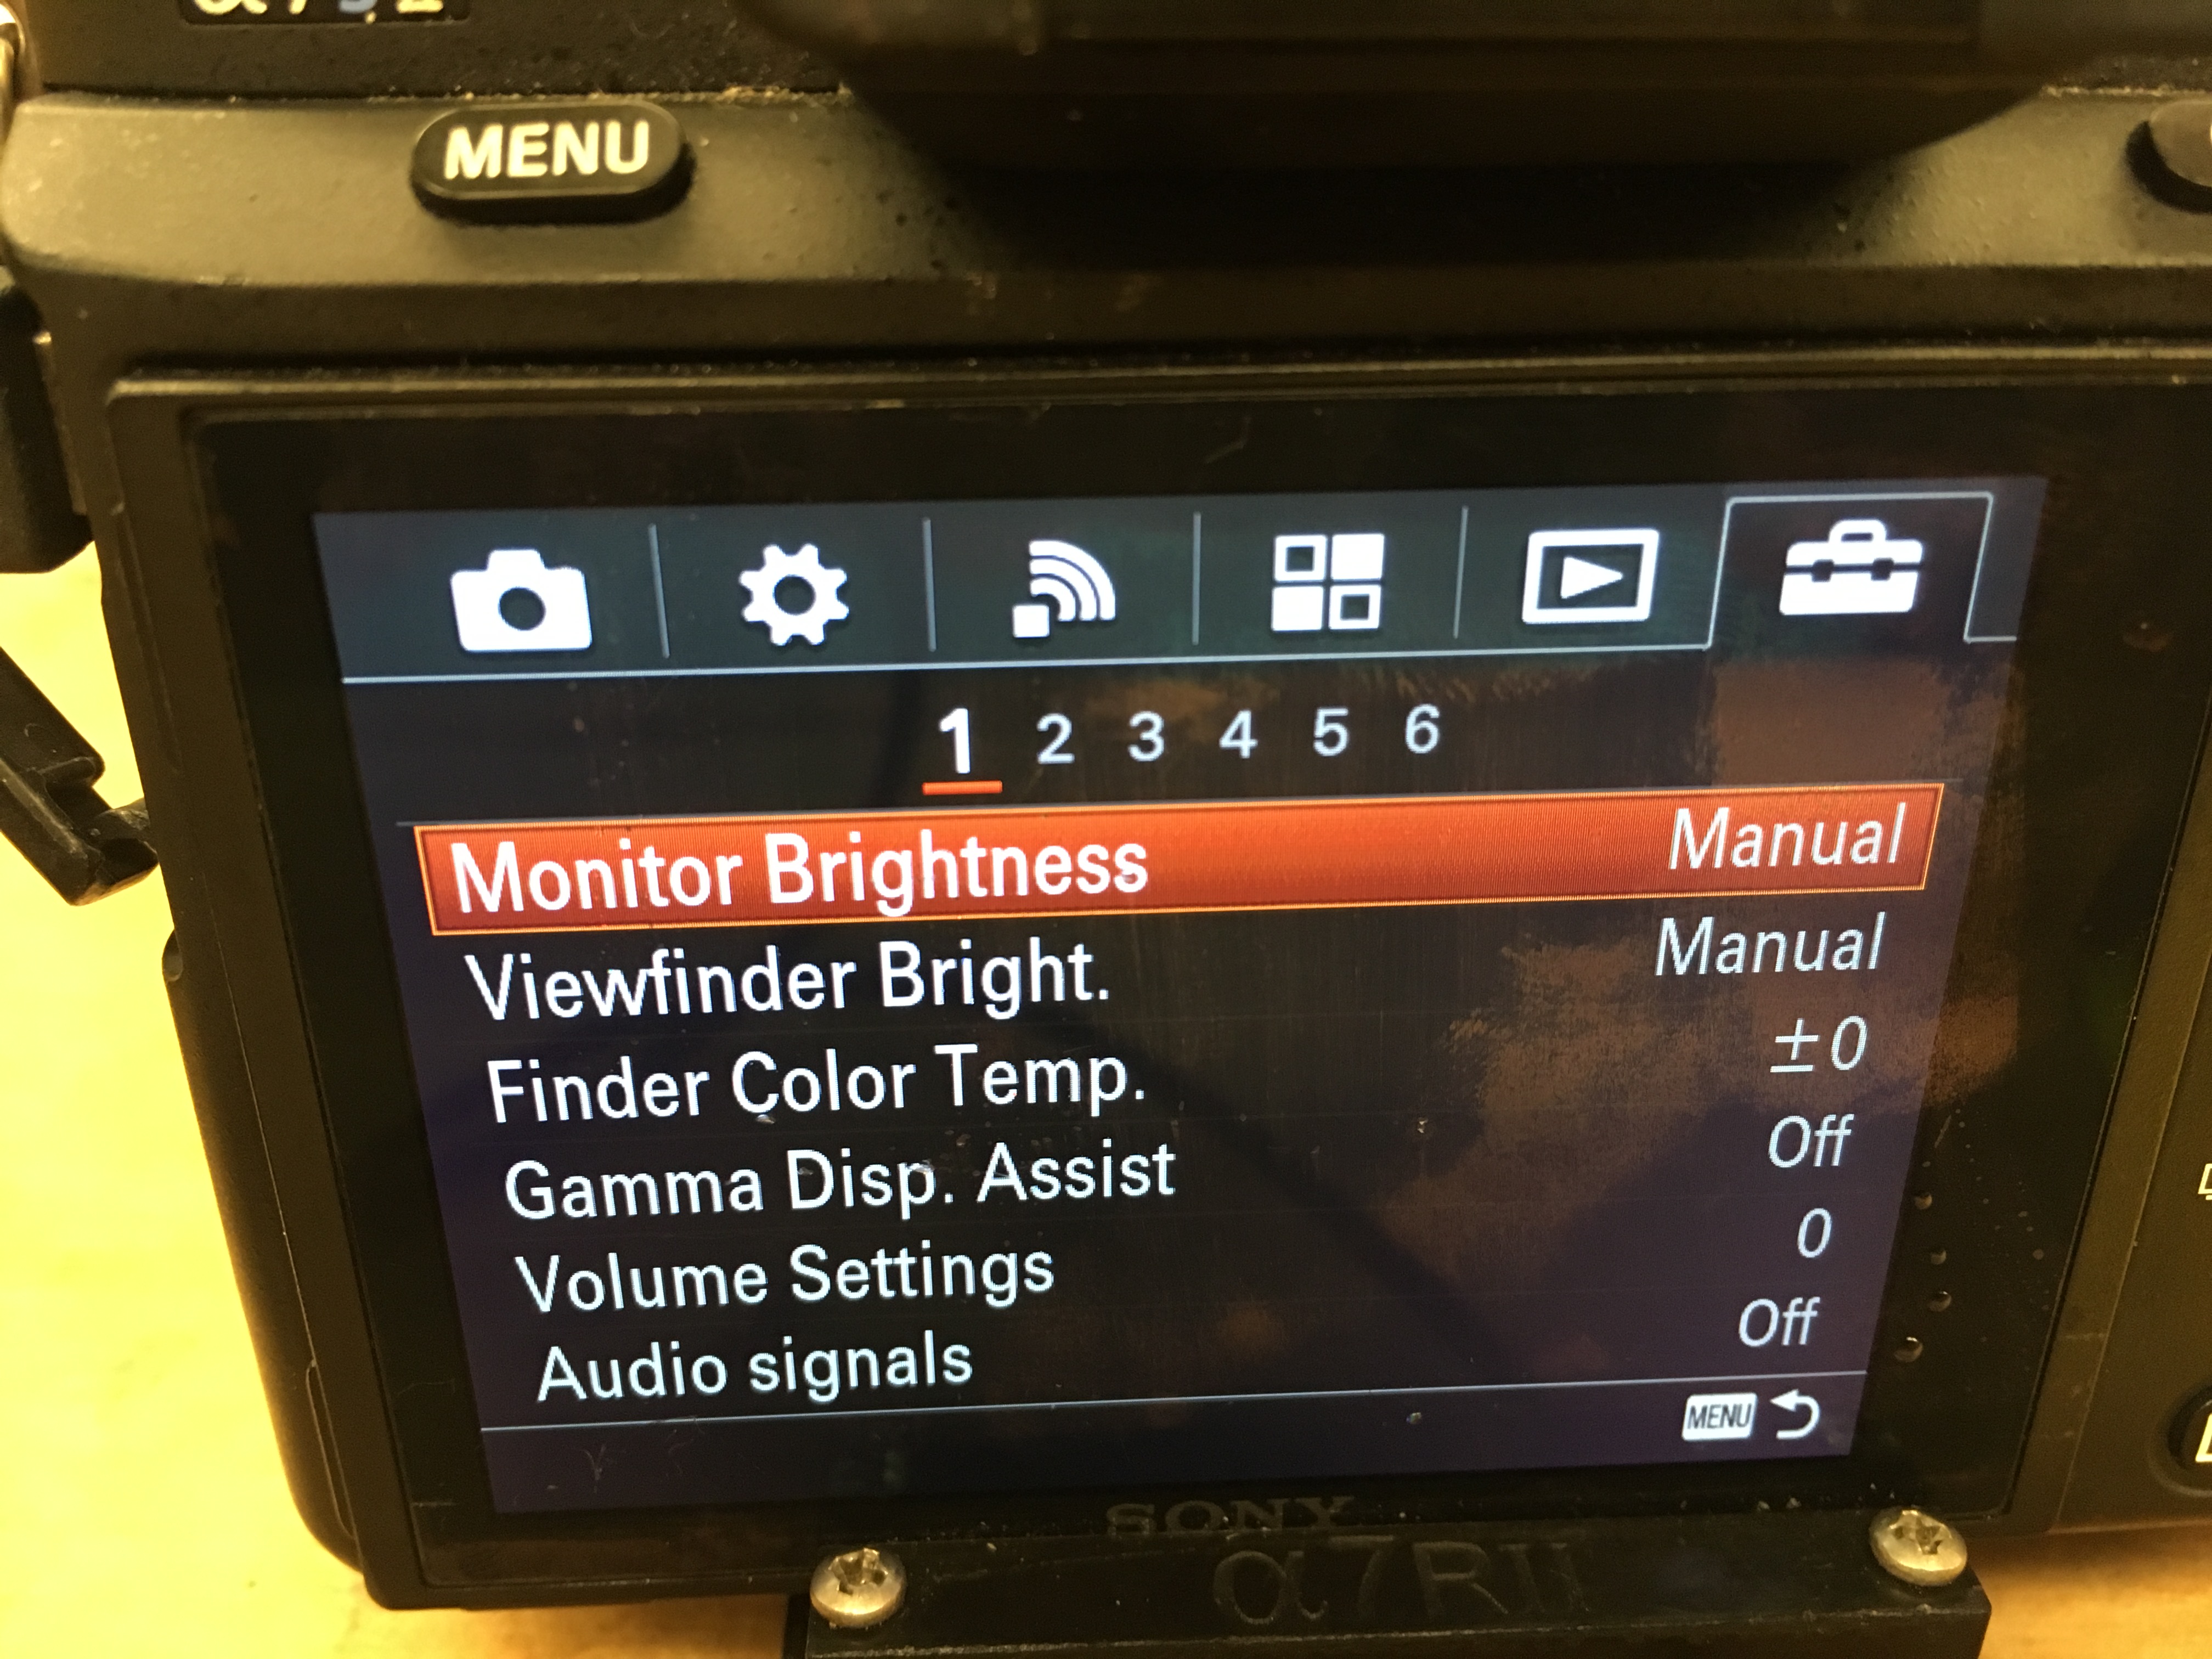 α7SII
MENU
1 2 3 4 5 6
Monitor Brightness Manual
Viewfinder Bright. Manual
Finder Color Temp. ±0
Gamma Disp. Assist Off
Volume Settings 0
Audio signals Off
MENU
SONY
α7RII